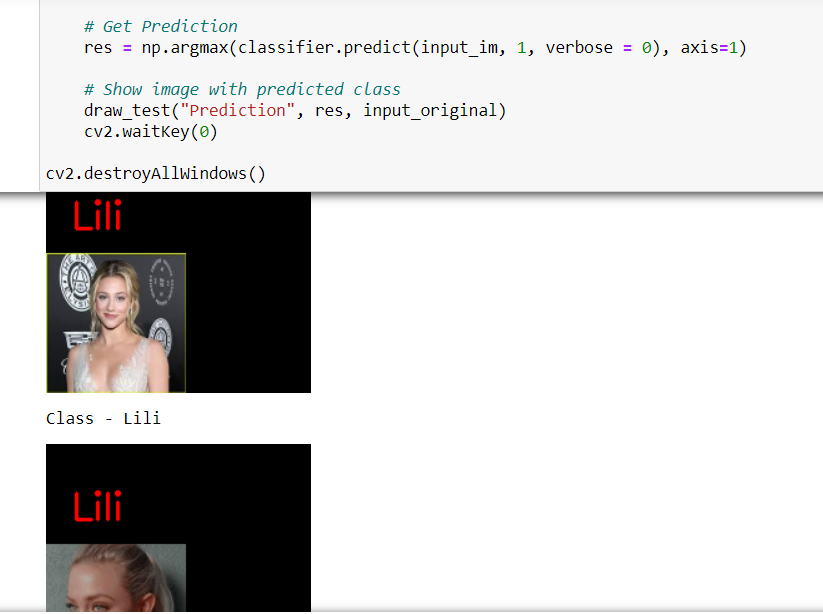 # Get Prediction
res = np.argmax(classifier.predict(input_im, 1, verbose = 0), axis=1)
# Show image with predicted class
draw_test("Prediction", res, input_original)
cv2.waitKey(0)
cv2.destroyAllWindows()
Lili
Class - Lili
Lili